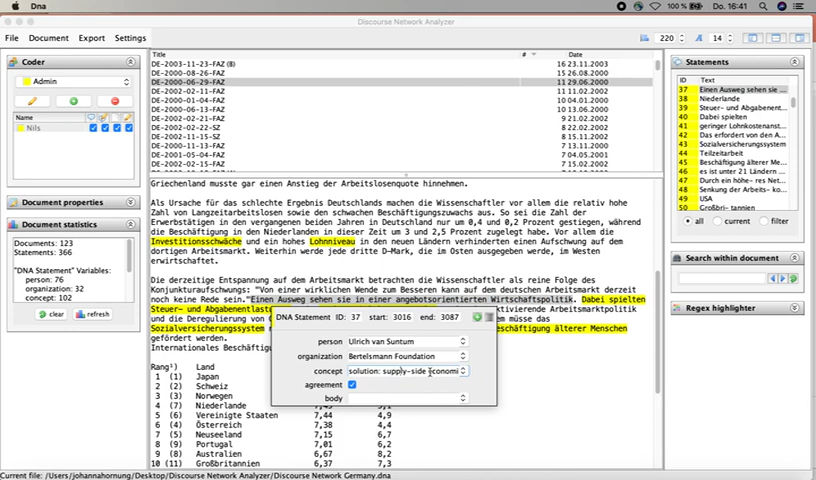 Dna
100 %
Do. 16:41
Discourse Network Analyzer
File Document Export Settings
220
14
Coder
Admin
Name
Nils
Document properties
Document statistics
Documents: 123
Statements: 366
"DNA Statement" Variables:
person: 76
organization: 32
concept: 102
clear
refresh
Title # Date
DE-2003-11-23-FAZ (B) 16 23.11.2003
DE-2000-08-26-FAZ 15 26.08.2000
DE-2000-06-29-FAZ 11 29.06.2000
DE-2002-02-11-FAZ 11 11.02.2002
DE-2000-01-04-FAZ 10 04.01.2000
DE-2000-06-13-FAZ 10 13.06.2000
DE-2002-02-21-FAZ 9 21.02.2002
DE-2002-02-22-SZ 8 22.02.2002
DE-2002-11-15-SZ 8 15.11.2002
DE-2002-03-13-FAZ 7 13.11.2000
DE-2001-05-04-FAZ 7 04.05.2001
DE-2002-02-15-FAZ 7 15.02.2002
Griechenland musste gar einen Anstieg der Arbeitslosenquote hinnehmen.
Als Ursache für das schlechte Ergebnis Deutschlands machen die Wissenschaftler vor allem die relativ hohe
Zahl von Langzeitarbeitslosen sowie den schwachen Beschäftigungszuwachs aus. So sei die Zahl der
Erwerbstätigen in den vergangenen beiden Jahren in Deutschland nur um 0,4 und 0,2 Prozent gestiegen, während
die Beschäftigung in den Niederlanden in dieser Zeit um 3 und 2,5 Prozent zugelegt habe. Vor allem die
Investitionsschwäche und ein hohes Lohnniveau in den neuen Ländern verhinderten einen Aufschwung auf dem
dortigen Arbeitsmarkt. Weiterhin werde jede dritte D-Mark, die im Osten ausgegeben werde, im Westen
erwirtschaftet.
Die derzeitige Entspannung auf dem Arbeitsmarkt betrachten die Wissenschaftler als reine Folge des
Konjunkturaufschwungs: "Von einer wirklichen Wende zum Besseren kann auf dem deutschen Arbeitsmarkt derzeit
noch keine Rede sein."Einen Ausweg sehen sie in einer angebotsorientierten Wirtschaftspolitik. Dabei spielten
Steuer- und Abgabenentlast ktivierende Arbeitsmarktpolitik
und die Deregulierung von müsse das
Sozialversicherungssystem eschäftigung älterer Menschen
gefördert werden.
Internationales Beschäftigu
Rang¹) Land
1 (1) Japan
2 (2) Schweiz
3 (3) Norwegen
4 (7) Niederlande
5 (6) Vereinigte Staaten 7,44 4,9
6 (4) Österreich 7,38 4,4
7 (5) Neuseeland 7,15 6,7
8 (9) Portugal 7,01 6,2
9 (8) Australien 6,67 8,2
10 (11) Großbritannien 6,37 7,3
DNA Statement ID: 37 start: 3016 end: 3087
person Ulrich van Suntum
organization Bertelsmann Foundation
concept solution: supply-side economi
agreement
body
Statements
ID Text
37 Einen Ausweg sehen sie ...
38 Niederlande
39 Steuer- und Abgabenent...
40 Dabei spielten
41 geringer Lohnkostenanst...
42 Das erfordert vor allem ...
43 Sozialversicherungssystem
44 Teilzeitarbeit
45 Beschäftigung älterer Me...
46 es ist unter 21 Ländern ...
47 Durch ein höhe- res Net...
48 Senkung der Arbeits- ko...
49 USA
50 Großbri- tannien
all current filter
Search within document
Regex highlighter
Current file: /Users/johannahornung/Desktop/Discourse Network Analyzer/Discourse Network Germany.dna